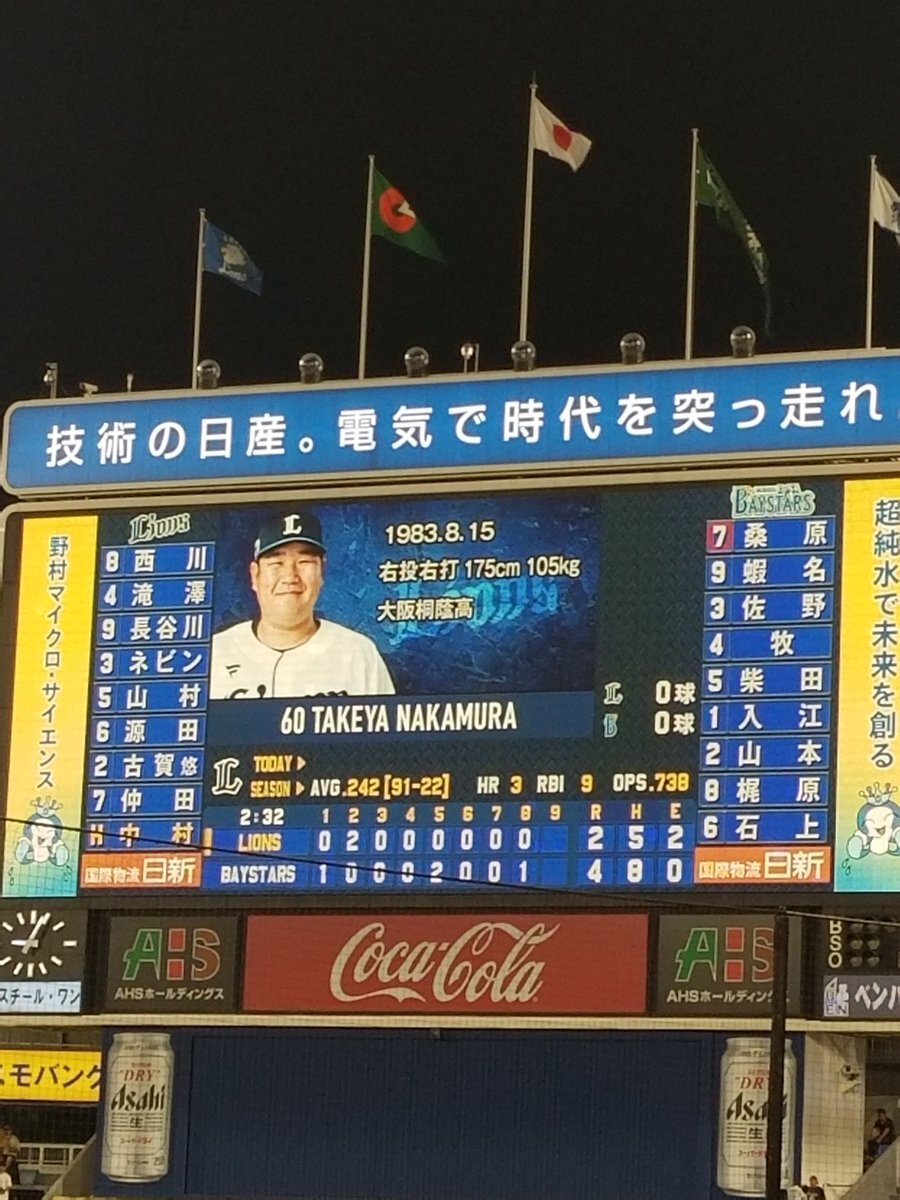 技術の日産。電気で時代を突っ走れ
野村マイクロ・サイエンス
Lions
8 西川
4 滝澤
9 長谷川
3 ネビン
5 山村
6 源田
2 古賀悠
7 仲田
H 中村
国際物流 日新
L
1983.8.15
右投右打 175cm 105kg
大阪桐蔭高
60 TAKEYA NAKAMURA
L 0球
B 0球
L
TODAY
SEASON AVG.242 [91-22] HR 3 RBI 9 OPS.738
2:32 1 2 3 4 5 6 7 8 9 R H E
LIONS 0 2 0 0 0 0 0 0 2 5 2
BAYSTARS 1 0 0 0 2 0 0 1 4 8 0
BAYSTARS
7 桑原
9 蝦名
3 佐野
4 牧
5 柴田
1 入江
2 山本
8 梶原
6 石上
国際物流 日新
超純水で未来を創る
スチール・ワン
AHS
AHSホールディングス
Coca-Cola
AHS
AHSホールディングス
B
S
O
ペンパ
モバンク
"DRY"
Asahi
生
"DRY"
Asahi
生